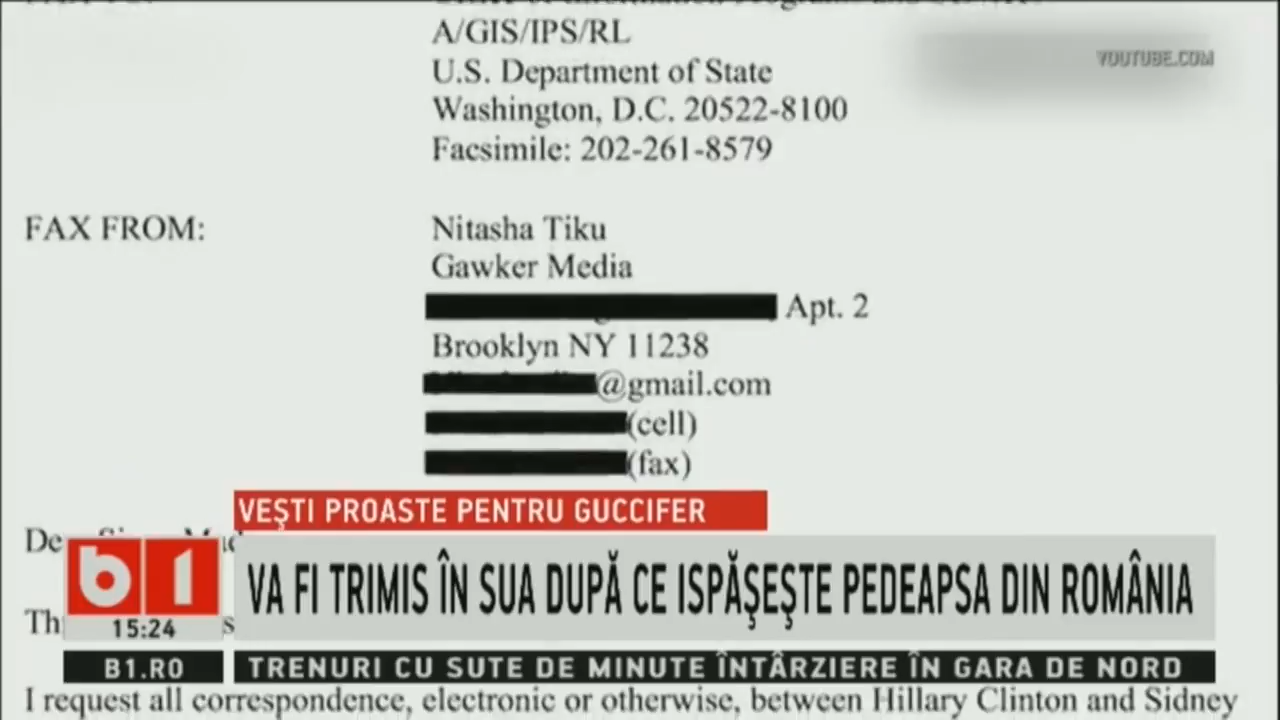 A/GIS/IPS/RL
YOUTUBE.COM
U.S. Department of State
Washington, D.C. 20522-8100
Facsimile: 202-261-8579
FAX FROM:
Nitasha Tiku
Gawker Media
Apt. 2
Brooklyn NY 11238
@gmail.com
(cell)
(fax)
VEŞTI PROASTE PENTRU GUCCIFER
b1
VA FI TRIMIS ÎN SUA DUPĂ CE ISPĂŞEŞTE PEDEAPSA DIN ROMÂNIA
15:24
B1.RO
TRENURI CU SUTE DE MINUTE ÎNTÂRZIERE ÎN GARA DE NORD
I request all correspondence, electronic or otherwise, between Hillary Clinton and Sidney